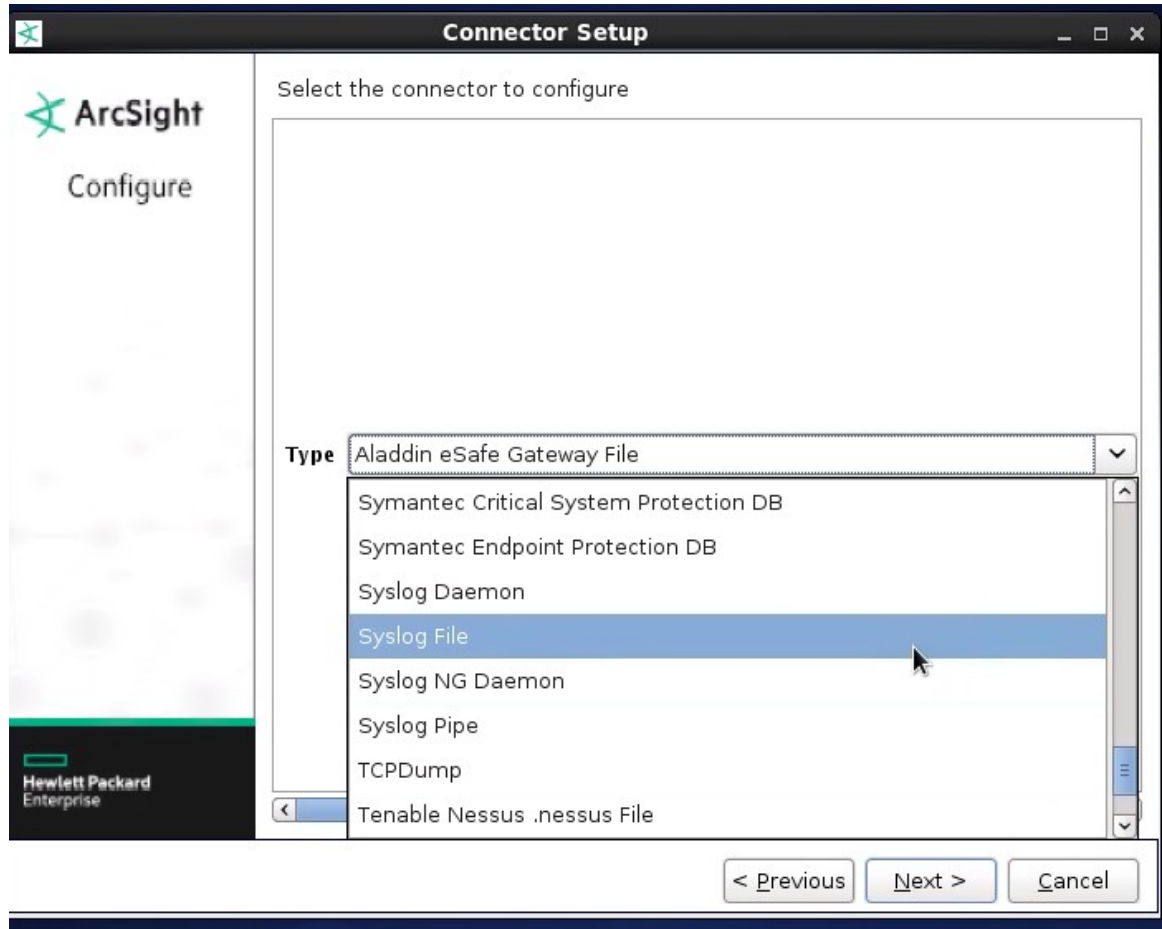 Connector Setup
ArcSight
Configure
Select the connector to configure
Type Aladdin eSafe Gateway File
Symantec Critical System Protection DB
Symantec Endpoint Protection DB
Syslog Daemon
Syslog File
Syslog NG Daemon
Syslog Pipe
TCPDump
Tenable Nessus .nessus File
Hewlett Packard
Enterprise
< Previous Next > Cancel